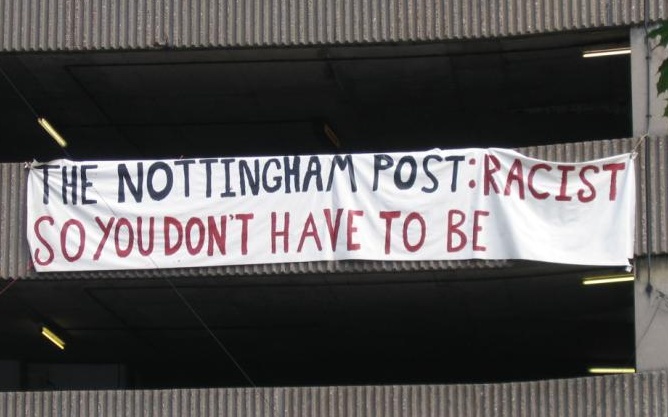 THE NOTTINGHAM POST: RACIST
SO YOU DON'T HAVE TO BE